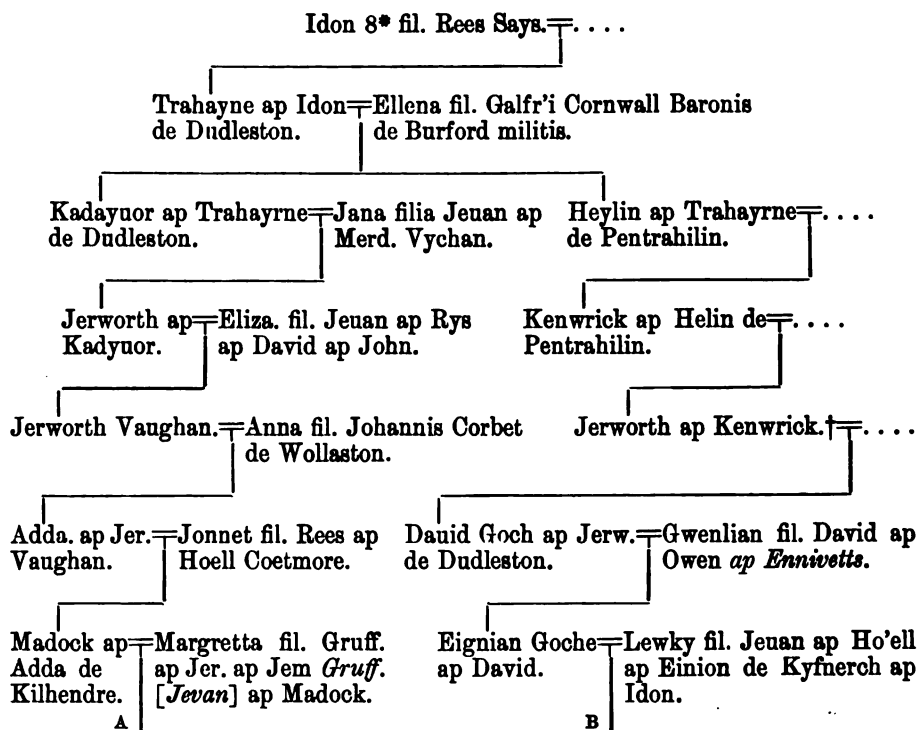 Idon 8* fil. Rees Says. . . . .
Trahayne ap Idon
de Dudleston.
Ellena fil. Galfr'i Cornwall Baronis
de Burford militis.
Kadaynor ap Trahayrne
de Dudleston.
Jana filia Jeuan ap
Merd. Vychan.
Heylin ap Trahayrne . . . .
de Pentrahilin.
Jerworth ap
Kadynor.
Eliza. fil. Jeuan ap Rys
ap David ap John.
Kenwrick ap Helin de . . . .
Pentrahilin.
Jerworth Vaughan.
Anna fil. Johannis Corbet
de Wollaston.
Jerworth ap Kenwrick.† . . . .
Adda. ap Jer.
Vaughan.
Jonnet fil. Rees ap
Hoell Coetmore.
Dauid Goch ap Jerw.
de Dudleston.
Gwenlian fil. David ap
Owen ap Ennivetts.
Madock ap
Adda de
Kilhendre.
Margretta fil. Gruff.
ap Jer. ap Jem Gruff.
[Jevan] ap Madock.
Eignian Goche
ap David.
Lewky fil. Jeuan ap Ho'ell
ap Einion de Kyfnerch ap
Idon.
A
B